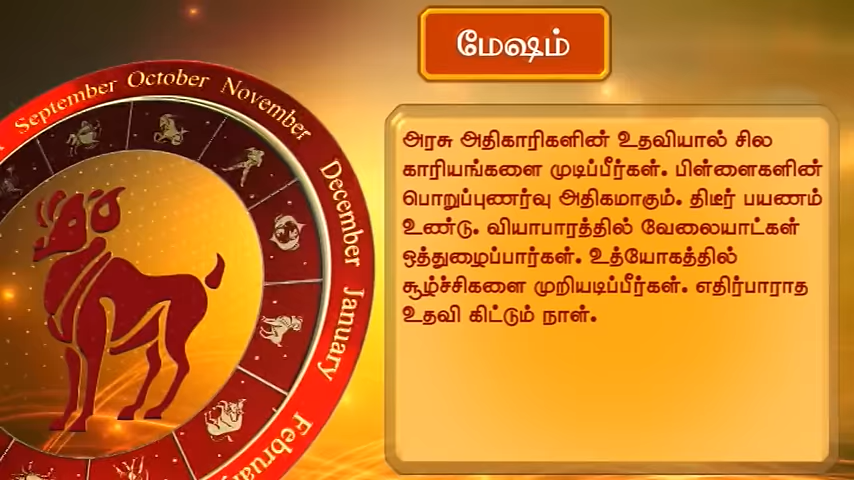 September October November December January February
மேஷம்
அரசு அதிகாரிகளின் உதவியால் சில
காரியங்களை முடிப்பீர்கள். பிள்ளைகளின்
பொறுப்புணர்வு அதிகமாகும். திடீர் பயணம்
உண்டு. வியாபாரத்தில் வேலையாட்கள்
ஒத்துழைப்பார்கள். உத்யோகத்தில்
சூழ்ச்சிகளை முறியடிப்பீர்கள். எதிர்பாராத
உதவி கிட்டும் நாள்.